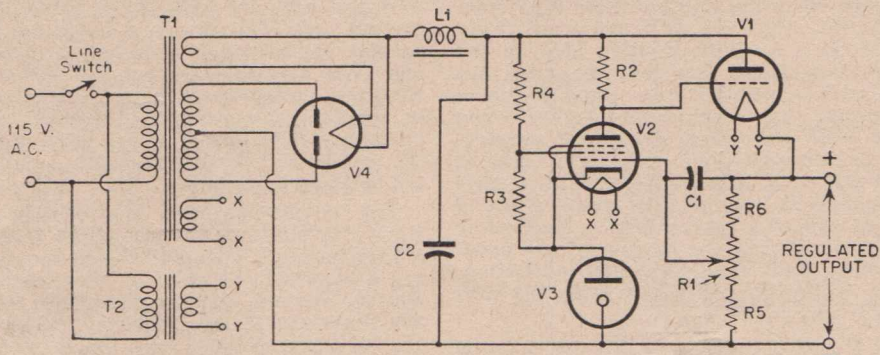 T1
Line
Switch
115 V.
A.C.
V4
X
X
T2
Y
Y
L1
C2
R4
R2
R3
V2
X X
V3
V1
Y Y
C1
+
R6
R1
R5
REGULATED
OUTPUT